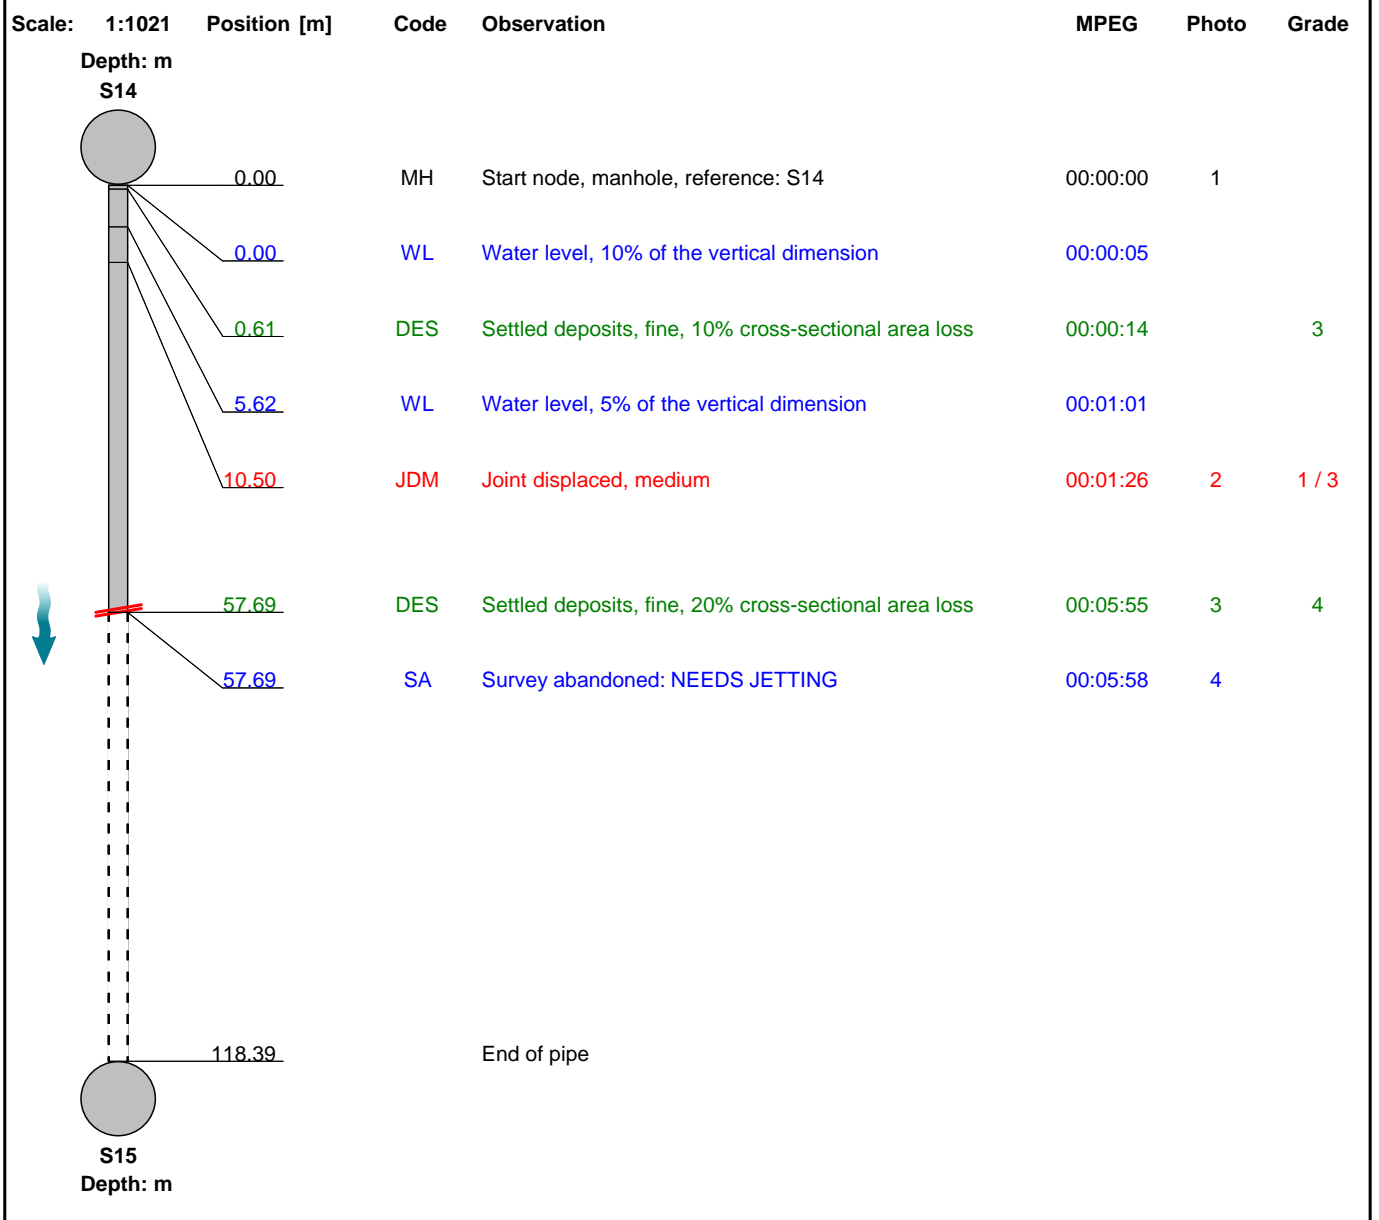 Scale: 1:1021 Position [m] Code Observation MPEG Photo Grade
Depth: m
S14
0.00 MH Start node, manhole, reference: S14 00:00:00 1
0.00 WL Water level, 10% of the vertical dimension 00:00:05
0.61 DES Settled deposits, fine, 10% cross-sectional area loss 00:00:14 3
5.62 WL Water level, 5% of the vertical dimension 00:01:01
10.50 JDM Joint displaced, medium 00:01:26 2 1 / 3
57.69 DES Settled deposits, fine, 20% cross-sectional area loss 00:05:55 3 4
57.69 SA Survey abandoned: NEEDS JETTING 00:05:58 4
118.39 End of pipe
S15
Depth: m